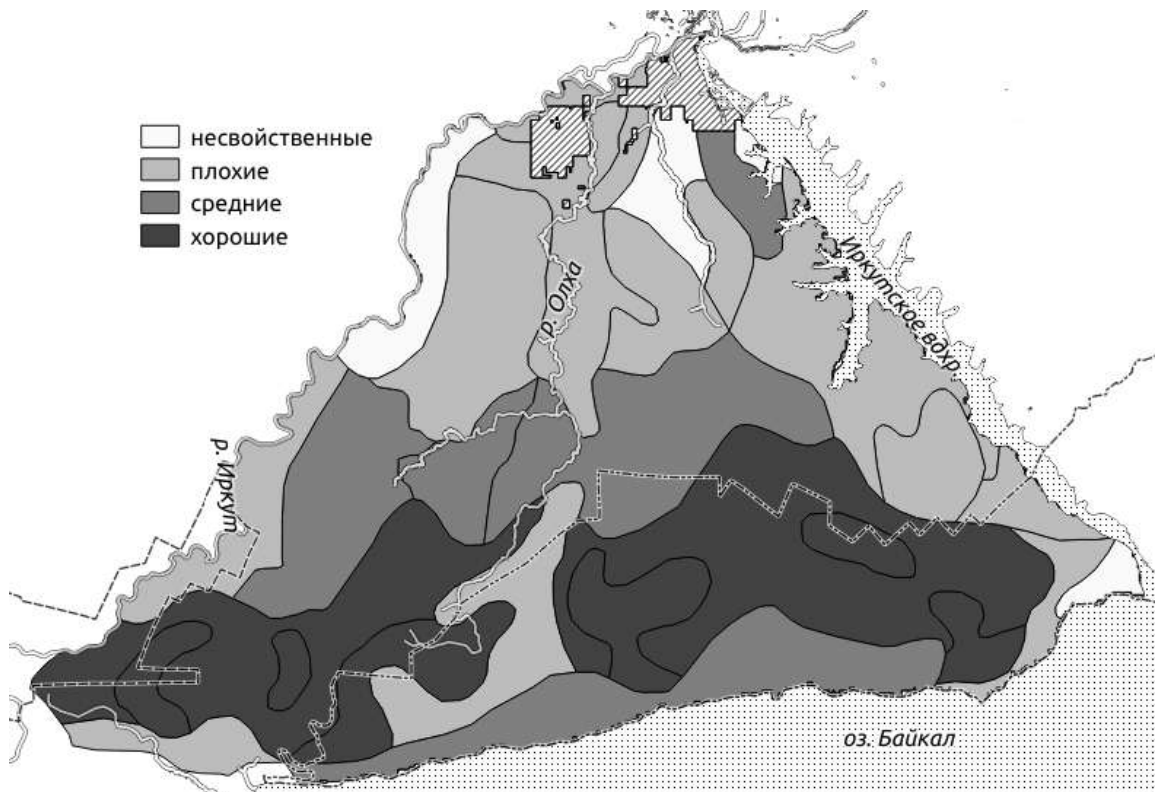 несвойственные
плохие
средние
хорошие
Иркутское вдхр.
р. Олха
р. Иркут
оз. Байкал